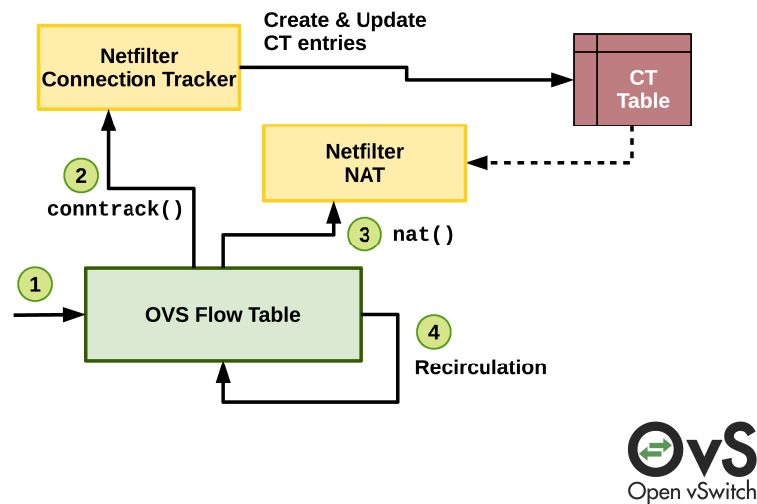 Create & Update
CT entries
Netfilter
Connection Tracker
CT
Table
Netfilter
NAT
2
conntrack()
3
nat()
1
OVS Flow Table
4
Recirculation
OvS
Open vSwitch